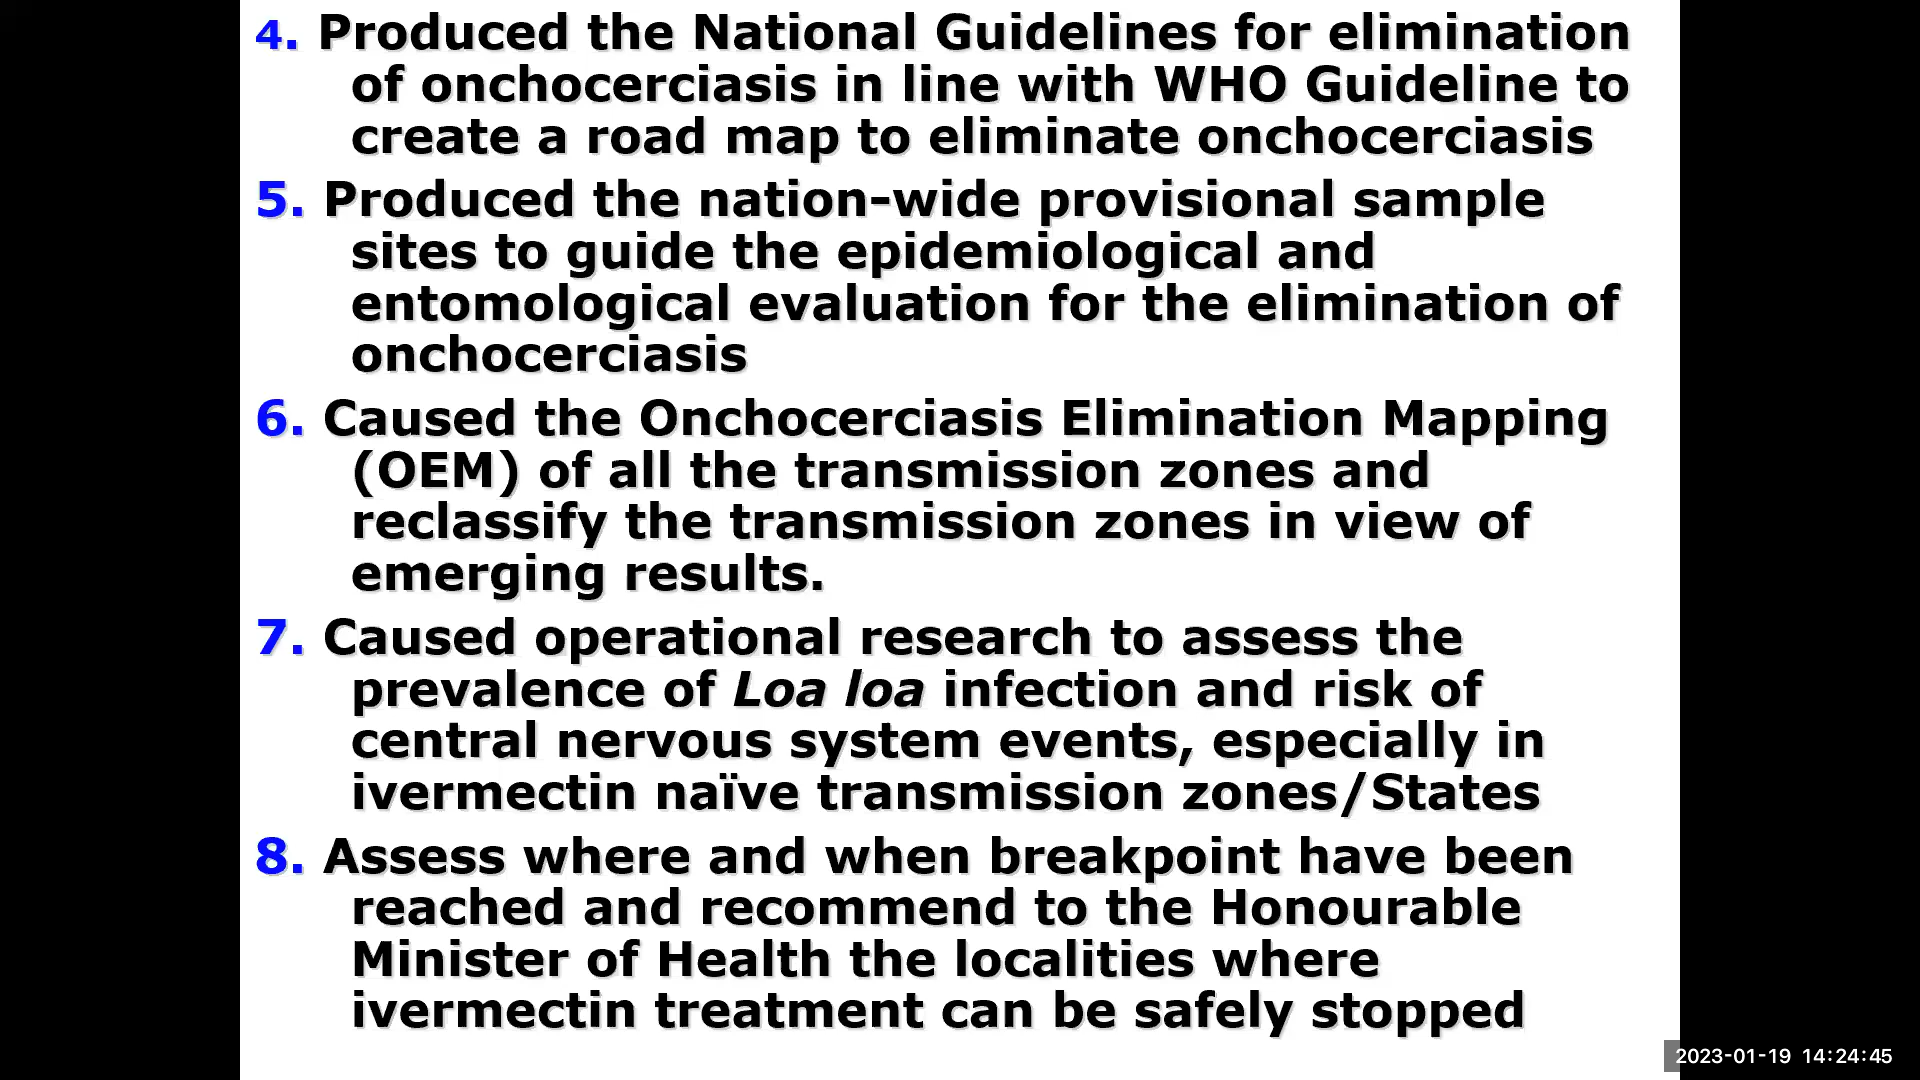 4. Produced the National Guidelines for elimination
of onchocerciasis in line with WHO Guideline to
create a road map to eliminate onchocerciasis
5. Produced the nation-wide provisional sample
sites to guide the epidemiological and
entomological evaluation for the elimination of
onchocerciasis
6. Caused the Onchocerciasis Elimination Mapping
(OEM) of all the transmission zones and
reclassify the transmission zones in view of
emerging results.
7. Caused operational research to assess the
prevalence of Loa loa infection and risk of
central nervous system events, especially in
ivermectin naïve transmission zones/States
8. Assess where and when breakpoint have been
reached and recommend to the Honourable
Minister of Health the localities where
ivermectin treatment can be safely stopped
2023-01-19 14:24:45